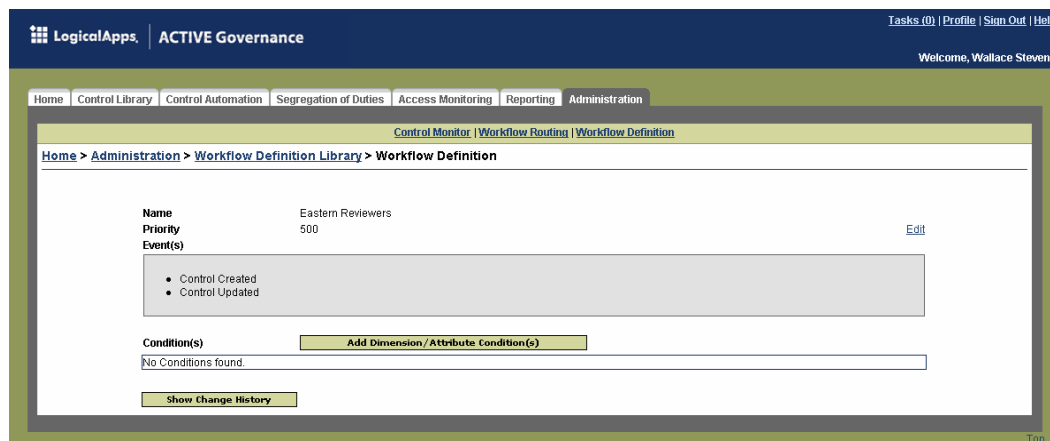 Tasks (0) | Profile | Sign Out | Hel
LogicalApps. | ACTIVE Governance
Welcome, Wallace Steven
Home Control Library Control Automation Segregation of Duties Access Monitoring Reporting Administration
Control Monitor | Workflow Routing | Workflow Definition
Home > Administration > Workflow Definition Library > Workflow Definition
Name Eastern Reviewers
Priority 500 Edit
Event(s)
• Control Created
• Control Updated
Condition(s) Add Dimension/Attribute Condition(s)
No Conditions found.
Show Change History
Top